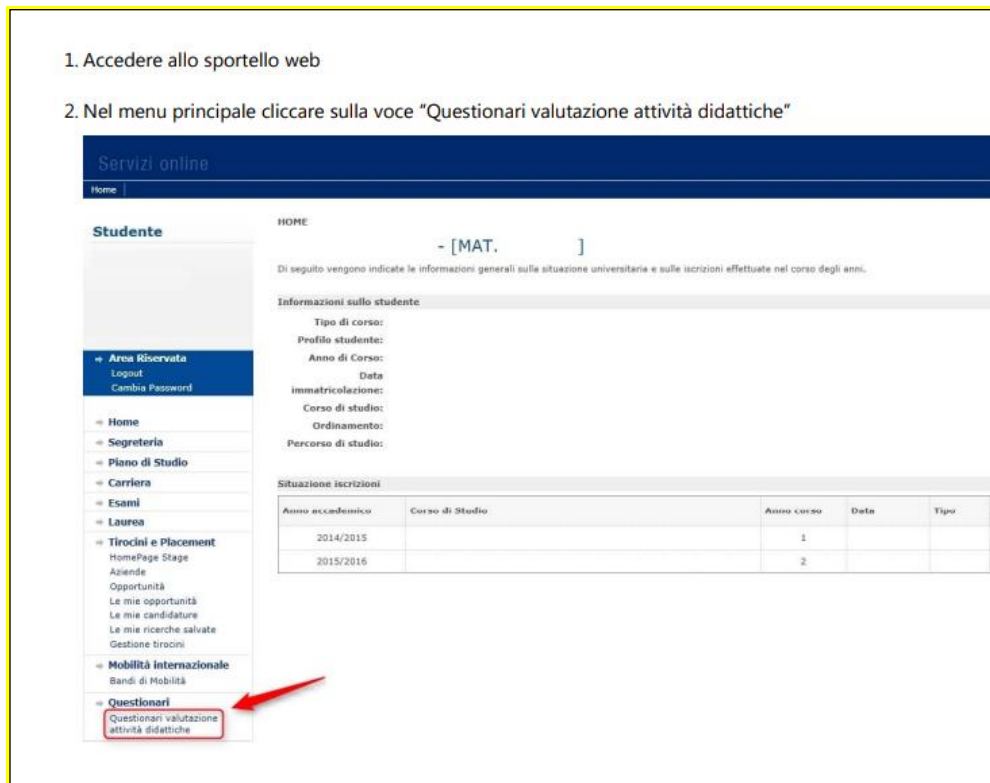 1. Accedere allo sportello web
2. Nel menu principale cliccare sulla voce "Questionari valutazione attività didattiche"
Servizi online
Home
Studente
Area Riservata
Logout
Cambia Password
Home
Segreteria
Piano di Studio
Carriera
Esami
Laurea
Tirocini e Placement
HomePage Stage
Aziende
Opportunità
Le mie opportunità
Le mie candidature
Le mie ricerche salvate
Gestione tirocini
Mobilità internazionale
Bandi di Mobilità
Questionari
Questionari valutazione
attività didattiche
HOME
- [MAT. ]
Di seguito vengono indicate le informazioni generali sulla situazione universitaria e sulle iscrizioni effettuate nel corso degli anni.
Informazioni sullo studente
Tipo di corso:
Profilo studente:
Anno di Corso:
Data
immatricolazione:
Corso di studio:
Ordinamento:
Percorso di studio:
Situazione iscrizioni
Anno accademico Corso di Studio Anno corso Data Tipo
2014/2015 1
2015/2016 2